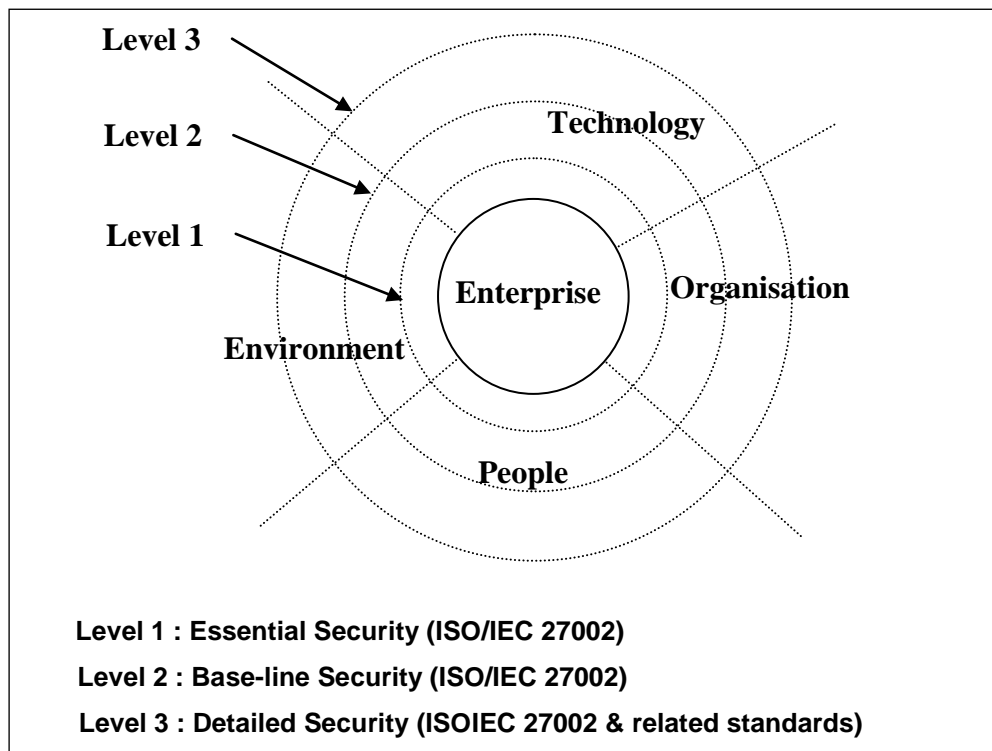 Level 3
Technology
Level 2
Level 1
Enterprise
Organisation
Environment
People
Level 1 : Essential Security (ISO/IEC 27002)
Level 2 : Base-line Security (ISO/IEC 27002)
Level 3 : Detailed Security (ISOIEC 27002 & related standards)